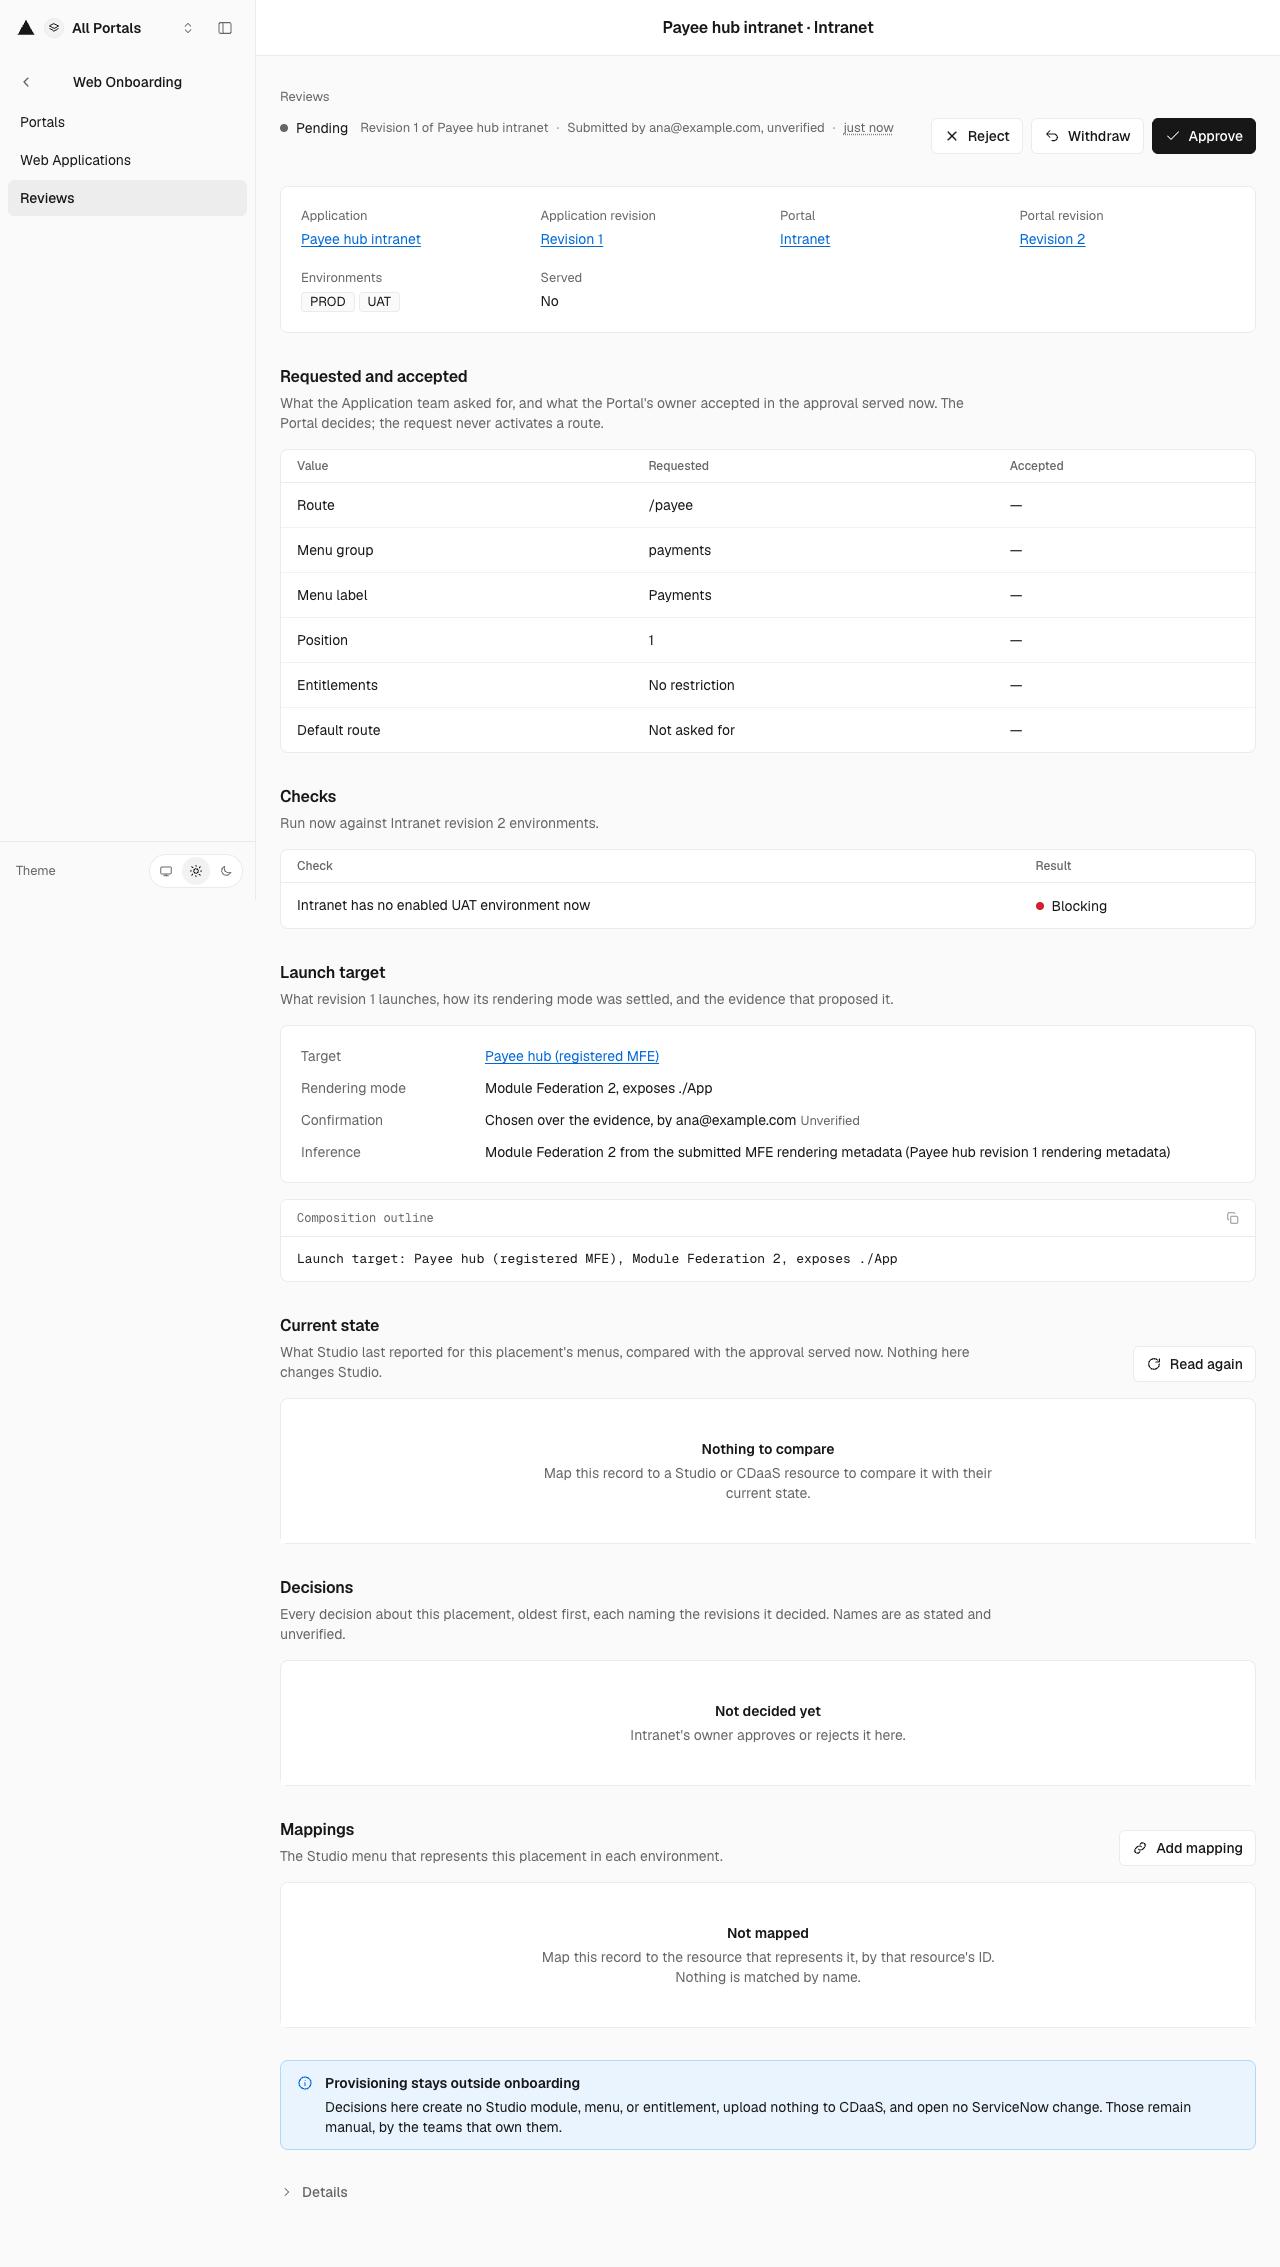 All Portals
Payee hub intranet · Intranet
Web Onboarding
Portals
Web Applications
Reviews
Theme
Reviews
Pending Revision 1 of Payee hub intranet · Submitted by ana@example.com, unverified · just now
Reject Withdraw Approve
Application Application revision Portal Portal revision
Payee hub intranet Revision 1 Intranet Revision 2
Environments Served
PROD UAT No
Requested and accepted
What the Application team asked for, and what the Portal's owner accepted in the approval served now. The
Portal decides; the request never activates a route.
Value Requested Accepted
Route /payee —
Menu group payments —
Menu label Payments —
Position 1 —
Entitlements No restriction —
Default route Not asked for —
Checks
Run now against Intranet revision 2 environments.
Check Result
Intranet has no enabled UAT environment now Blocking
Launch target
What revision 1 launches, how its rendering mode was settled, and the evidence that proposed it.
Target Payee hub (registered MFE)
Rendering mode Module Federation 2, exposes ./App
Confirmation Chosen over the evidence, by ana@example.com Unverified
Inference Module Federation 2 from the submitted MFE rendering metadata (Payee hub revision 1 rendering metadata)
Composition outline
Launch target: Payee hub (registered MFE), Module Federation 2, exposes ./App
Current state
What Studio last reported for this placement's menus, compared with the approval served now. Nothing here
changes Studio.
Read again
Nothing to compare
Map this record to a Studio or CDaaS resource to compare it with their
current state.
Decisions
Every decision about this placement, oldest first, each naming the revisions it decided. Names are as stated and
unverified.
Not decided yet
Intranet's owner approves or rejects it here.
Mappings
The Studio menu that represents this placement in each environment.
Add mapping
Not mapped
Map this record to the resource that represents it, by that resource's ID.
Nothing is matched by name.
Provisioning stays outside onboarding
Decisions here create no Studio module, menu, or entitlement, upload nothing to CDaaS, and open no ServiceNow change. Those remain
manual, by the teams that own them.
Details